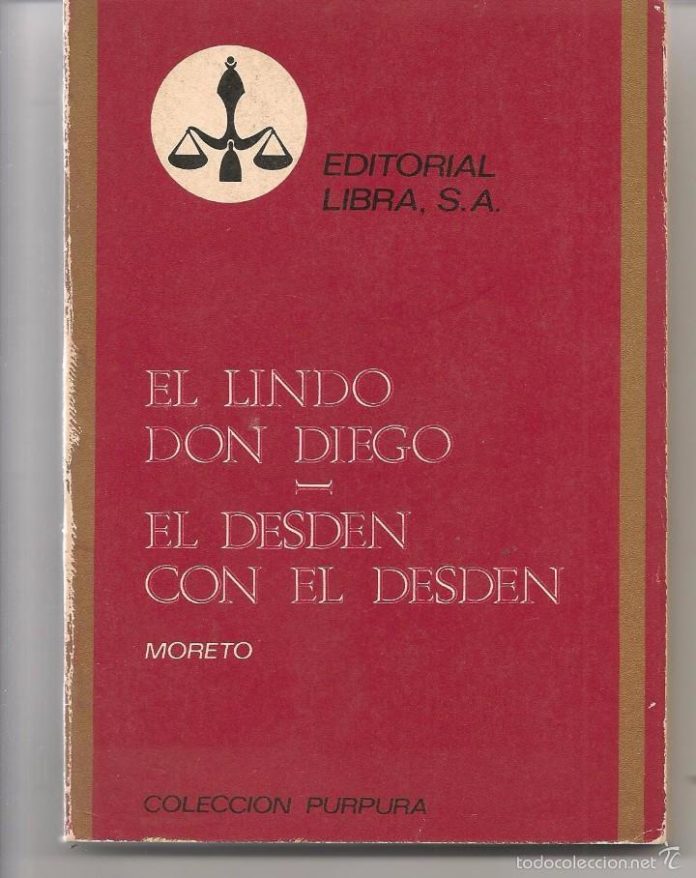 EDITORIAL
LIBRA, S.A.
EL LINDO
DON DIEGO
—
EL DESDEN
CON EL DESDEN
MORETO
COLECCION PURPURA
todocoleccion.net